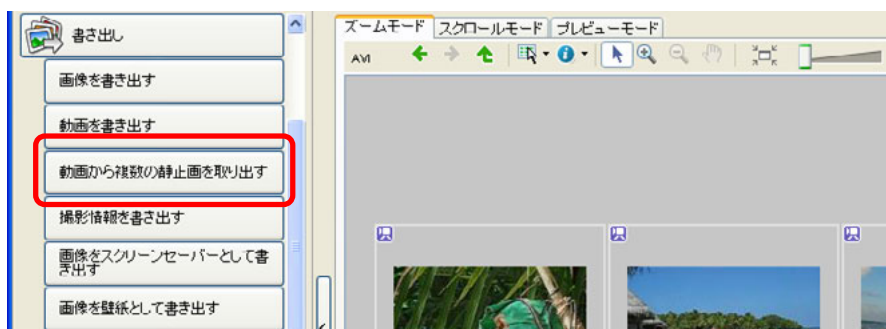 書き出し
画像を書き出す
動画を書き出す
動画から複数の静止画を取り出す
撮影情報を書き出す
画像をスクリーンセーバーとして書
き出す
画像を壁紙として書き出す
ズームモード スクロールモード プレビューモード
AVI